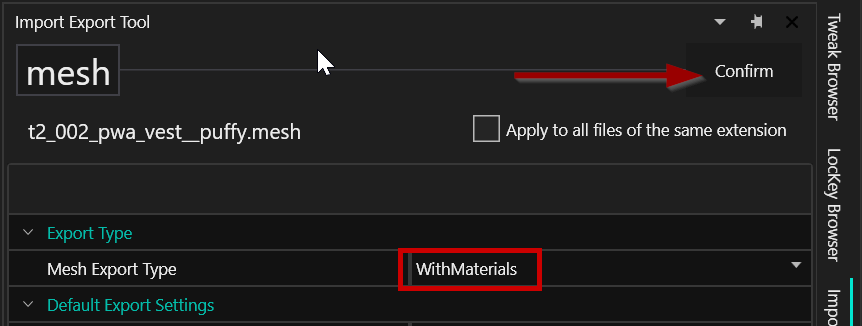 Import Export Tool
mesh
Confirm
t2_002_pwa_vest__puffy.mesh
Apply to all files of the same extension
Export Type
Mesh Export Type
WithMaterials
Default Export Settings
Tweak Browser
LocKey Browser